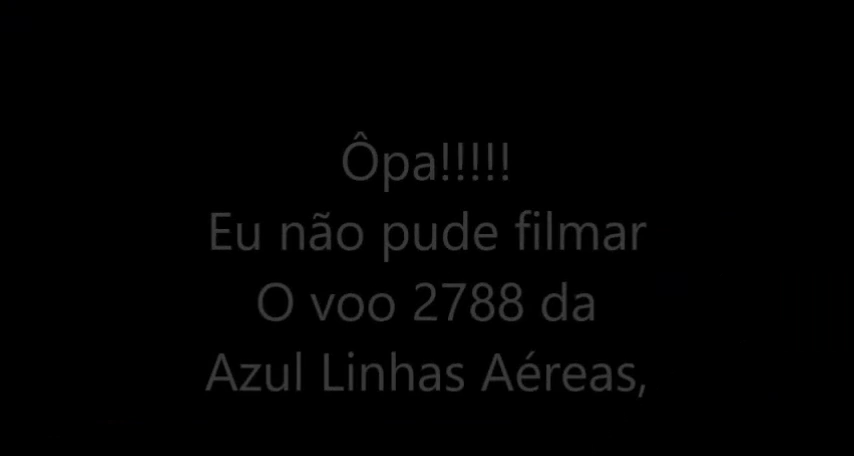 Ôpa!!!!!
Eu não pude filmar
O voo 2788 da
Azul Linhas Aéreas,